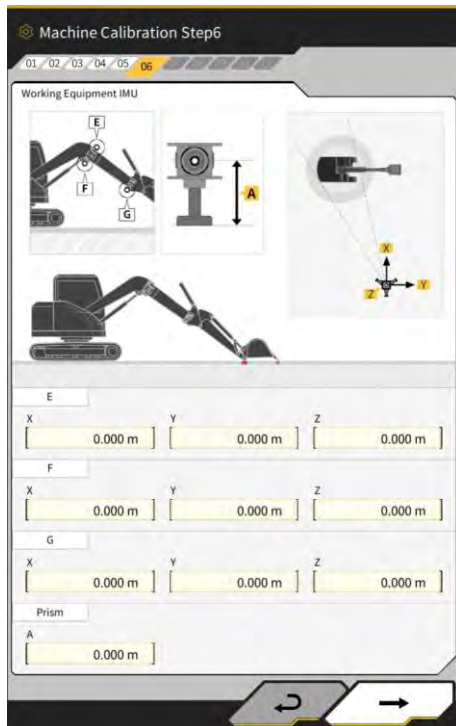 Machine Calibration Step6
01 02 03 04 05 06
Working Equipment IMU
E
F
G
A
X
Y
Z
E
X Y Z
0.000 m 0.000 m 0.000 m
F
X Y Z
0.000 m 0.000 m 0.000 m
G
X Y Z
0.000 m 0.000 m 0.000 m
Prism
A
0.000 m